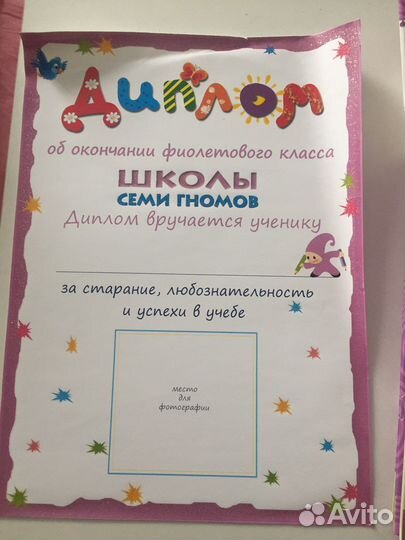 Диплом
об окончании фиолетового класса
ШКОЛЫ
СЕМИ ГНОМОВ
Диплом вручается ученику
за старание, любознательность
и успехи в учебе
место
для
фотографии
Avito